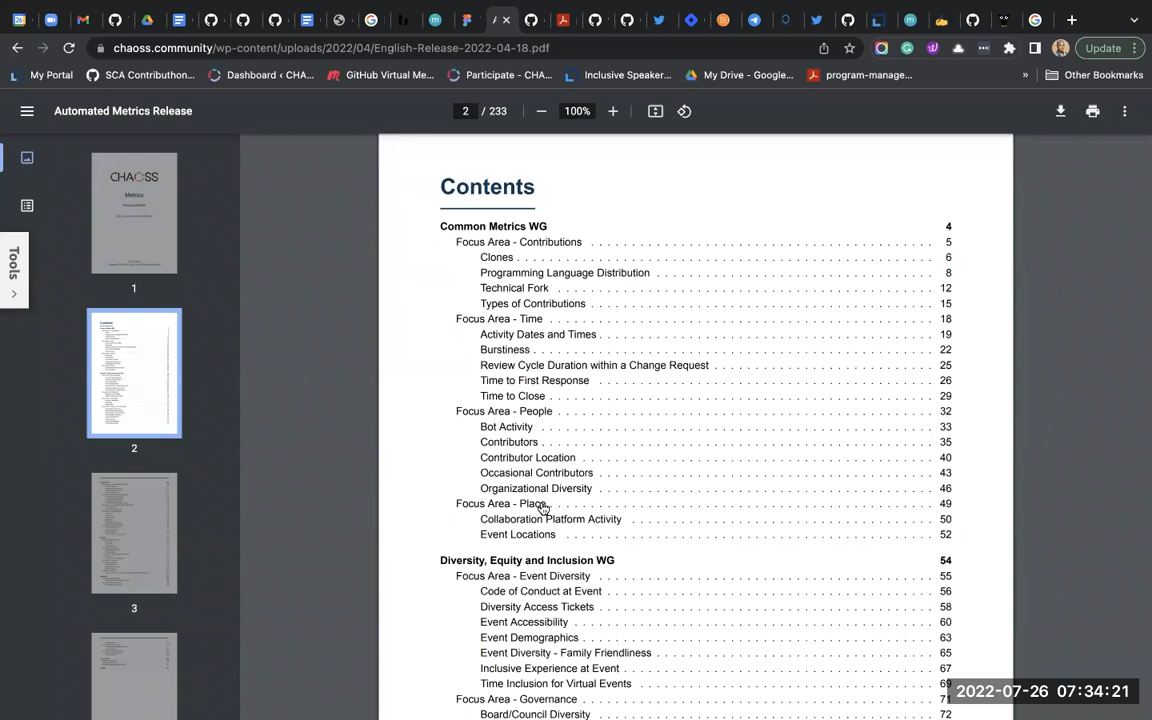 26
A
chaoss.community/wp-content/uploads/2022/04/English-Release-2022-04-18.pdf
Update
My Portal
SCA Contributhon...
Dashboard ‹ CHA...
GitHub Virtual Me...
Participate - CHA...
Inclusive Speaker...
My Drive - Google...
program-manage...
»
Other Bookmarks
Automated Metrics Release
2 / 233
100%
CHAOSS
Metrics
Tools
1
2
3
Contents
Common Metrics WG 4
Focus Area - Contributions 5
Clones 6
Programming Language Distribution 8
Technical Fork 12
Types of Contributions 15
Focus Area - Time 18
Activity Dates and Times 19
Burstiness 22
Review Cycle Duration within a Change Request 25
Time to First Response 26
Time to Close 29
Focus Area - People 32
Bot Activity 33
Contributors 35
Contributor Location 40
Occasional Contributors 43
Organizational Diversity 46
Focus Area - Place 49
Collaboration Platform Activity 50
Event Locations 52
Diversity, Equity and Inclusion WG 54
Focus Area - Event Diversity 55
Code of Conduct at Event 56
Diversity Access Tickets 58
Event Accessibility 60
Event Demographics 63
Event Diversity - Family Friendliness 65
Inclusive Experience at Event 67
Time Inclusion for Virtual Events 69
Focus Area - Governance 71
Board/Council Diversity 72
2022-07-26 07:34:21